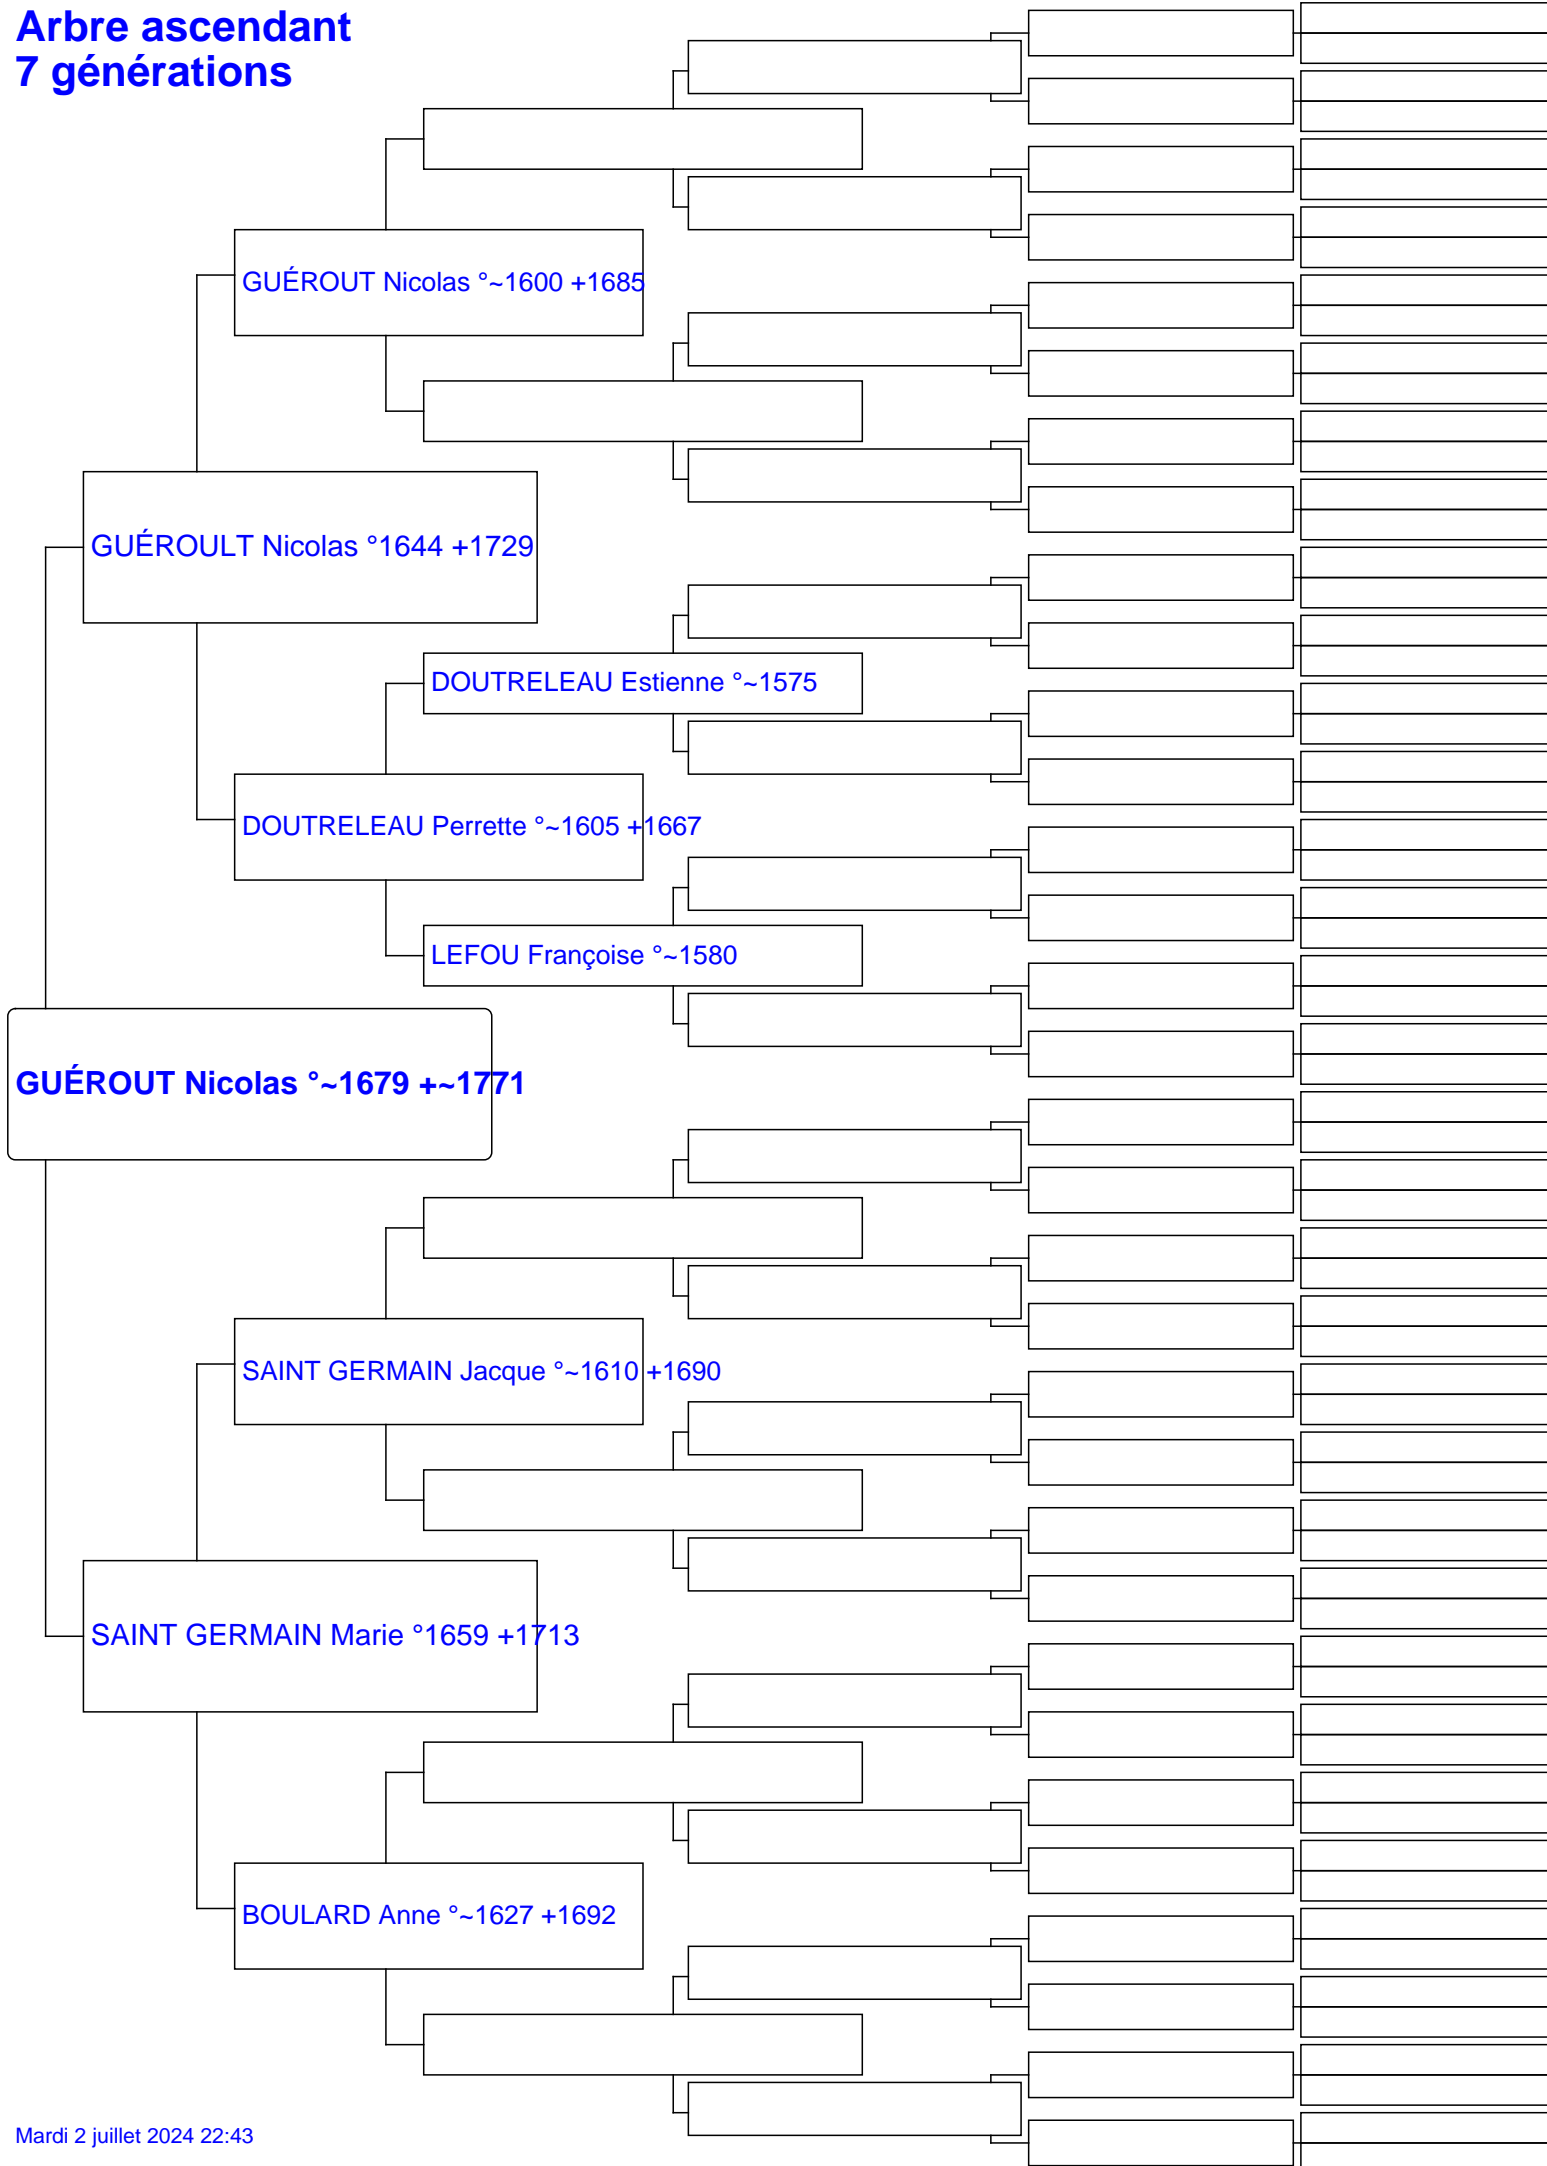 Arbre ascendant
7 générations
GUÉROUT Nicolas °~1600 +1685
GUÉROULT Nicolas °1644 +1729
DOUTRELEAU Estienne °~1575
DOUTRELEAU Perrette °~1605 +1667
LEFOU Françoise °~1580
GUÉROUT Nicolas °~1679 +~1771
SAINT GERMAIN Jacque °~1610 +1690
SAINT GERMAIN Marie °1659 +1713
BOULARD Anne °~1627 +1692
Mardi 2 juillet 2024 22:43